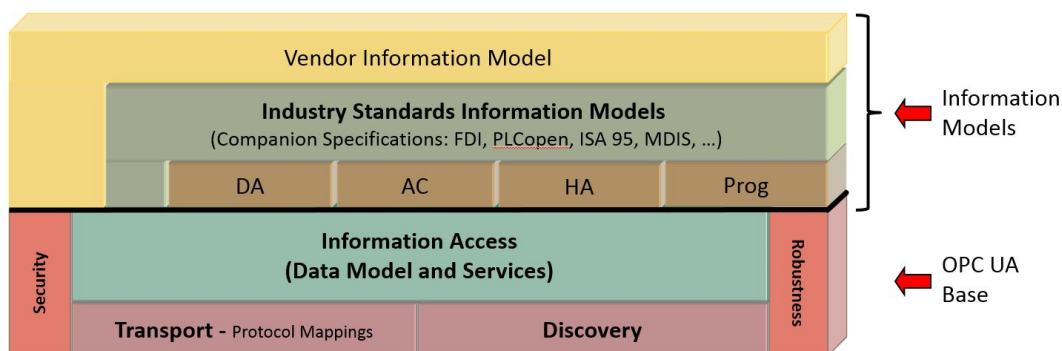 Vendor Information Model
Industry Standards Information Models
(Companion Specifications: FDI, PLCopen, ISA 95, MDIS, ...)
DA
AC
HA
Prog
Information
Models
Security
Information Access
(Data Model and Services)
Robustness
OPC UA
Base
Transport - Protocol Mappings
Discovery